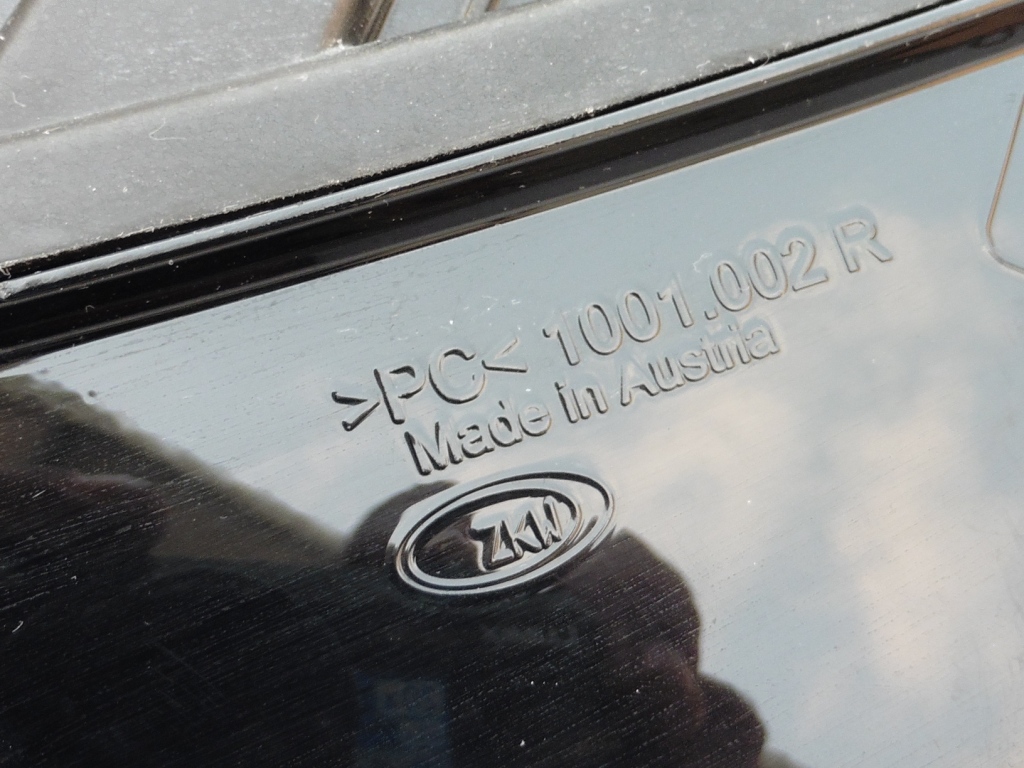 >PC< 1001.002 R
Made in Austria
ZKW